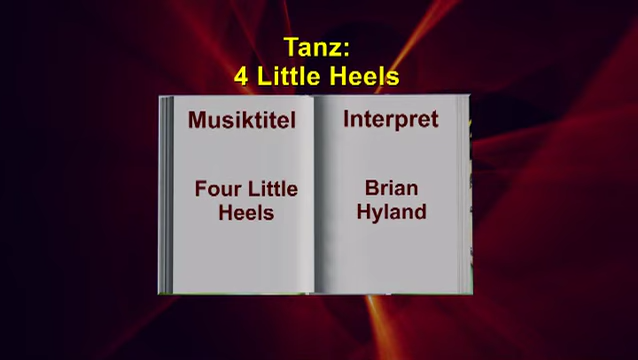 Tanz:
4 Little Heels
Musiktitel
Interpret
Four Little
Heels
Brian
Hyland